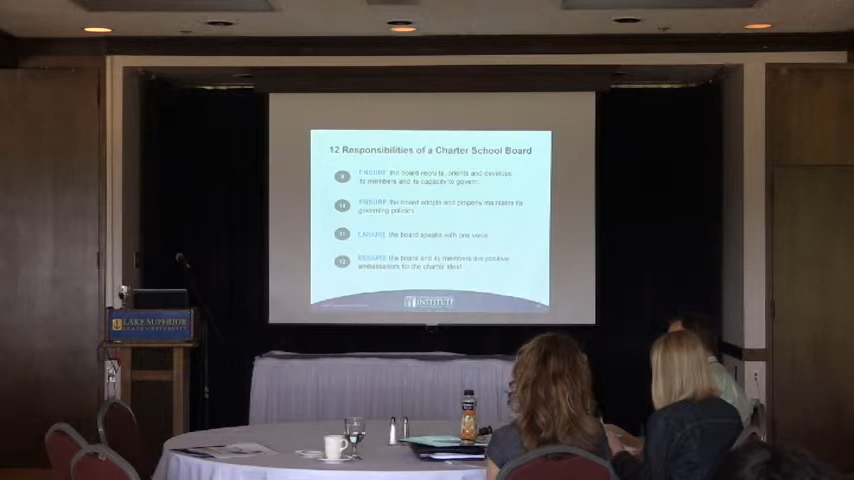 12 Responsibilities of a Charter School Board
9 ENSURE the board recruits, orients and develops
its members and its capacity to govern.
10 ENSURE the board adopts and properly maintains its
governing policies.
11 ENSURE the board speaks with one voice.
12 ENSURE the board and its members are positive
ambassadors for the charter idea!
INSTITUTE
LAKE SUPERIOR
STATE UNIVERSITY